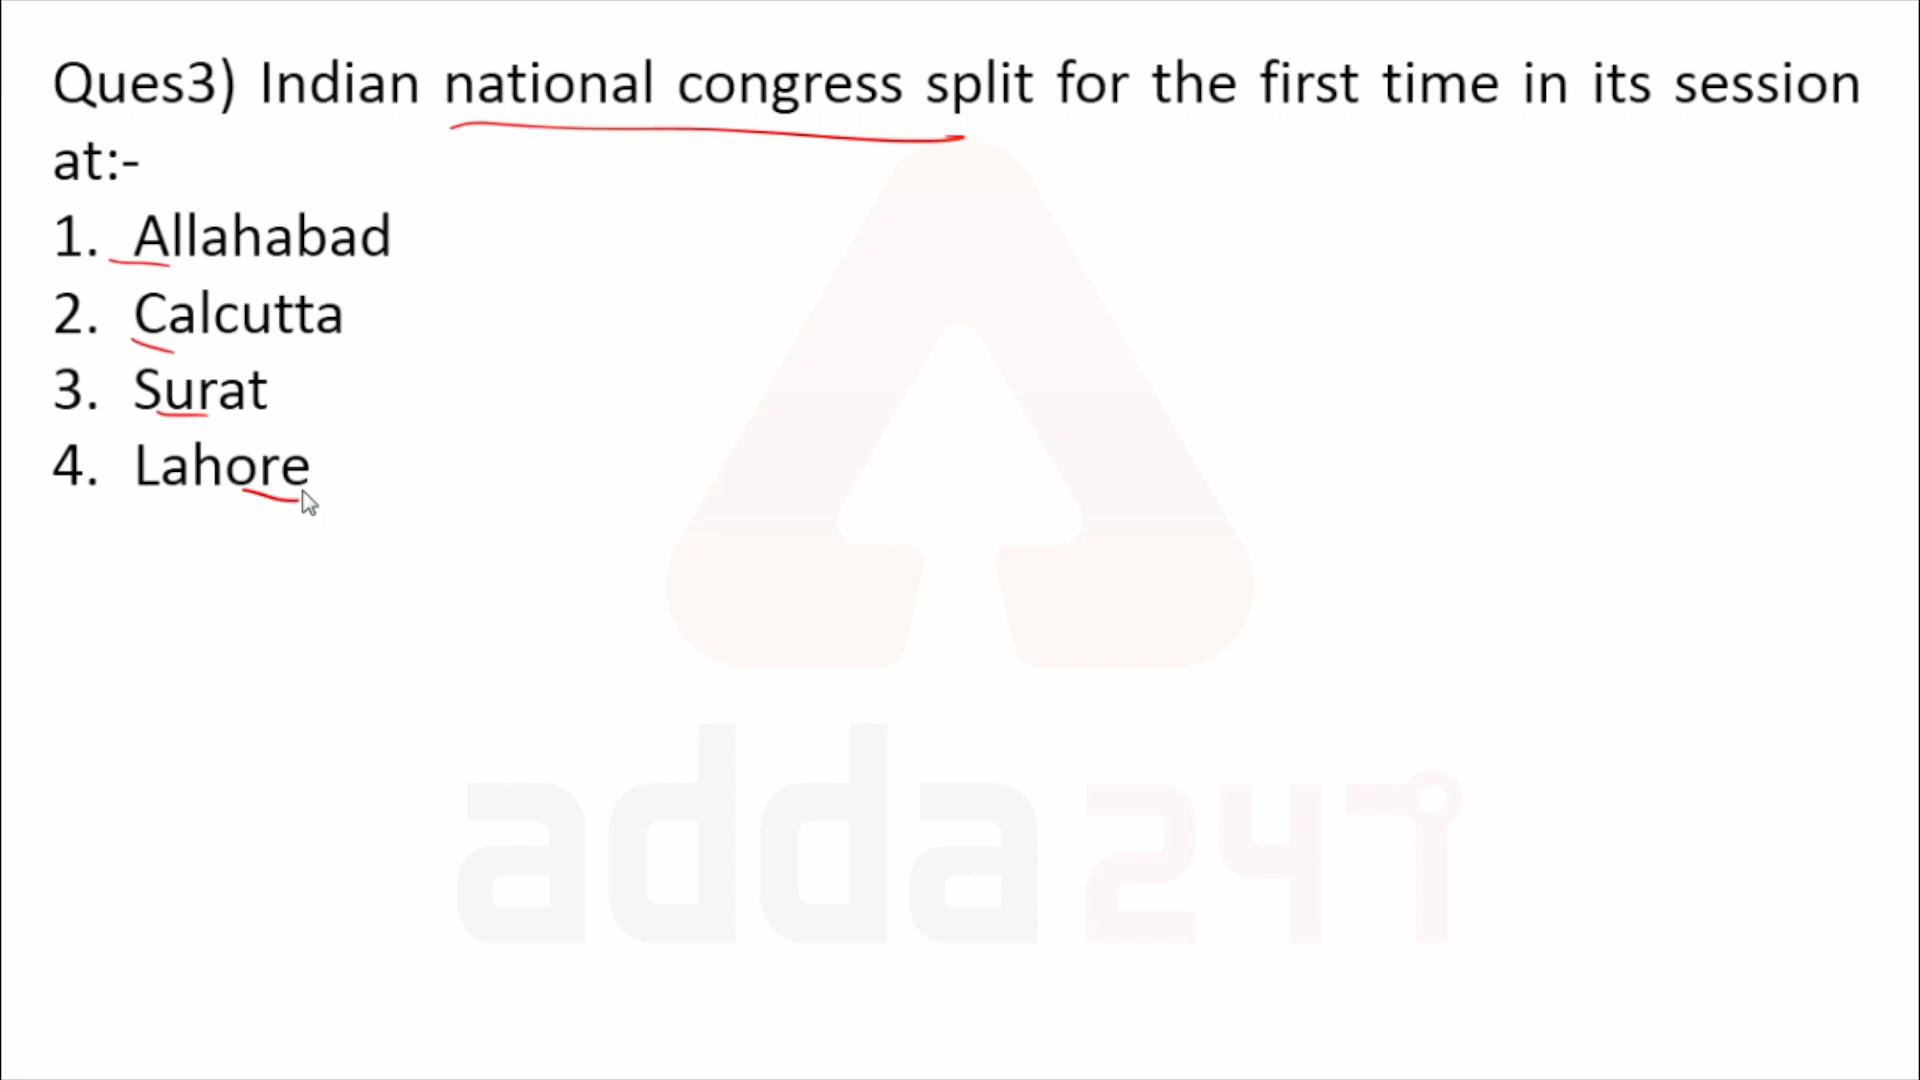 Ques3) Indian national congress split for the first time in its session
at:-
1. Allahabad
2. Calcutta
3. Surat
4. Lahore
adda247